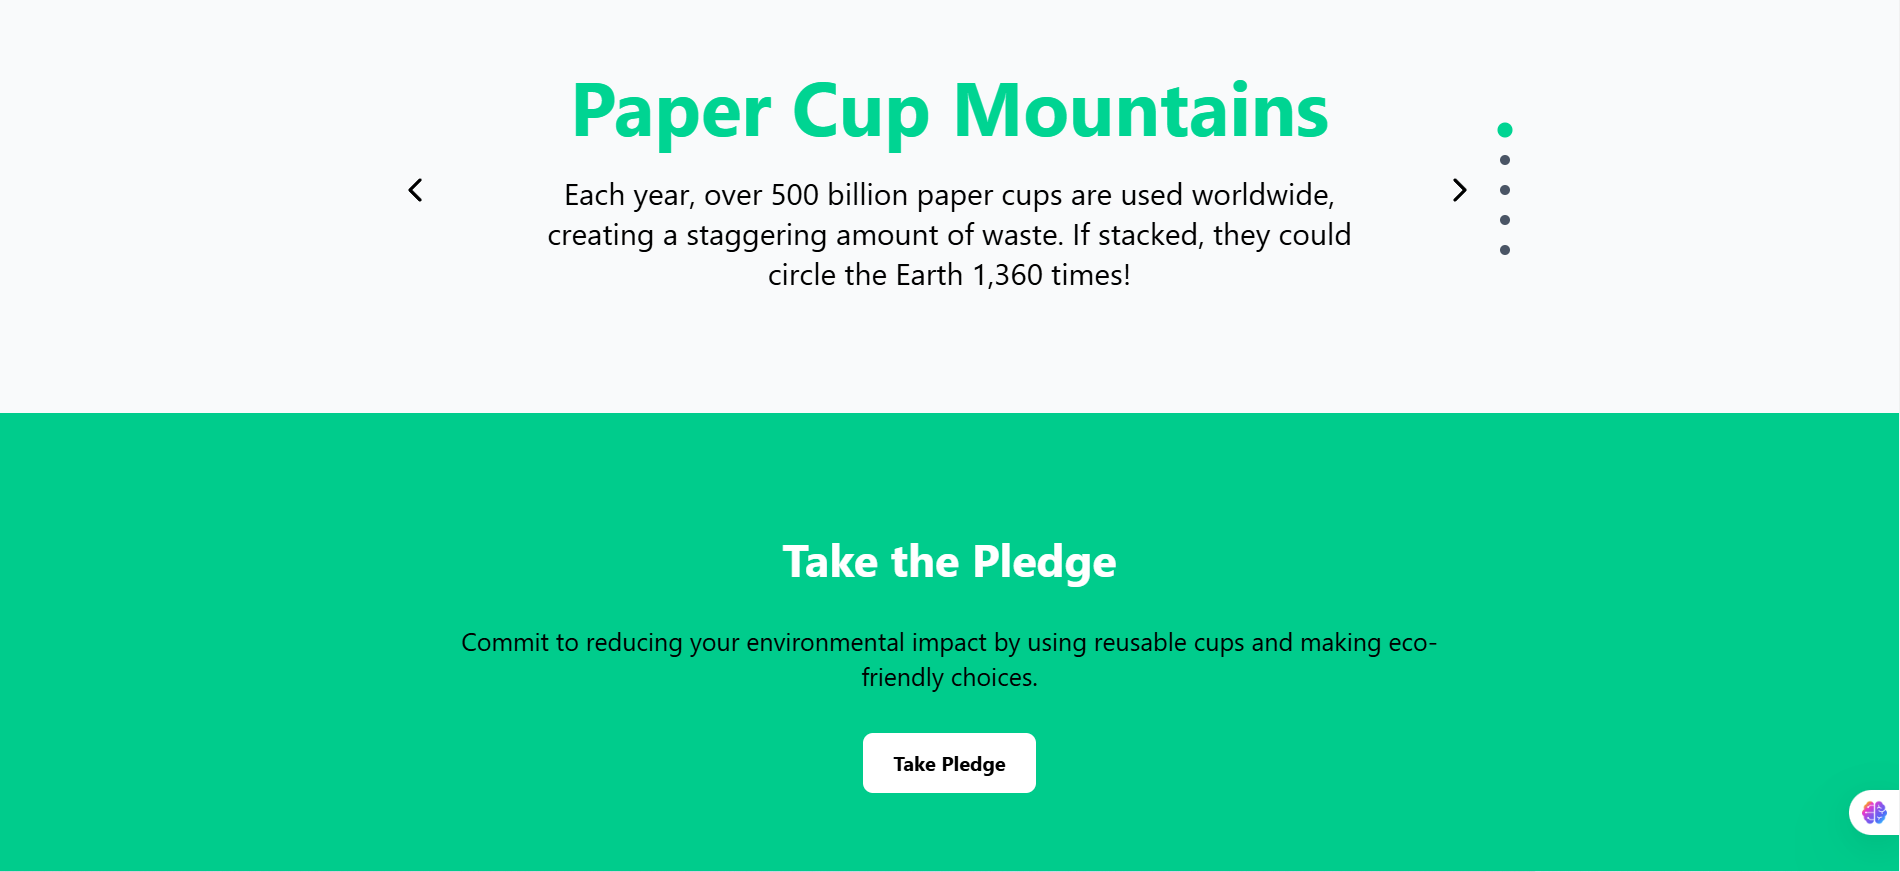 Paper Cup Mountains
Each year, over 500 billion paper cups are used worldwide,
creating a staggering amount of waste. If stacked, they could
circle the Earth 1,360 times!
Take the Pledge
Commit to reducing your environmental impact by using reusable cups and making eco-
friendly choices.
Take Pledge